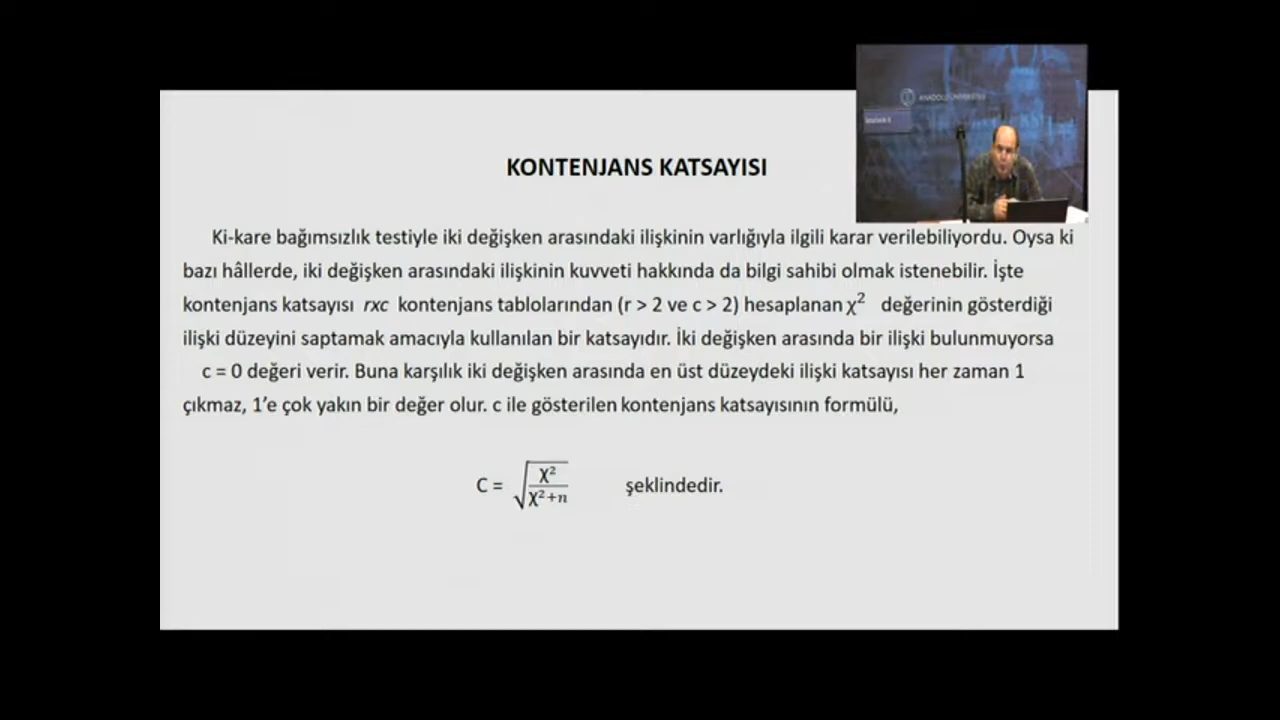 ANADOLU ÜNİVERSİTESİ
KONTENJANS KATSAYISI
Ki-kare bağımsızlık testiyle iki değişken arasındaki ilişkinin varlığıyla ilgili karar verilebiliyordu. Oysa ki
bazı hâllerde, iki değişken arasındaki ilişkinin kuvveti hakkında da bilgi sahibi olmak istenebilir. İşte
kontenjans katsayısı rxc kontenjans tablolarından (r > 2 ve c > 2) hesaplanan χ² değerinin gösterdiği
ilişki düzeyini saptamak amacıyla kullanılan bir katsayıdır. İki değişken arasında bir ilişki bulunmuyorsa
c = 0 değeri verir. Buna karşılık iki değişken arasında en üst düzeydeki ilişki katsayısı her zaman 1
çıkmaz, 1’e çok yakın bir değer olur. c ile gösterilen kontenjans katsayısının formülü,
C = √(χ²/(χ²+n)) şeklindedir.